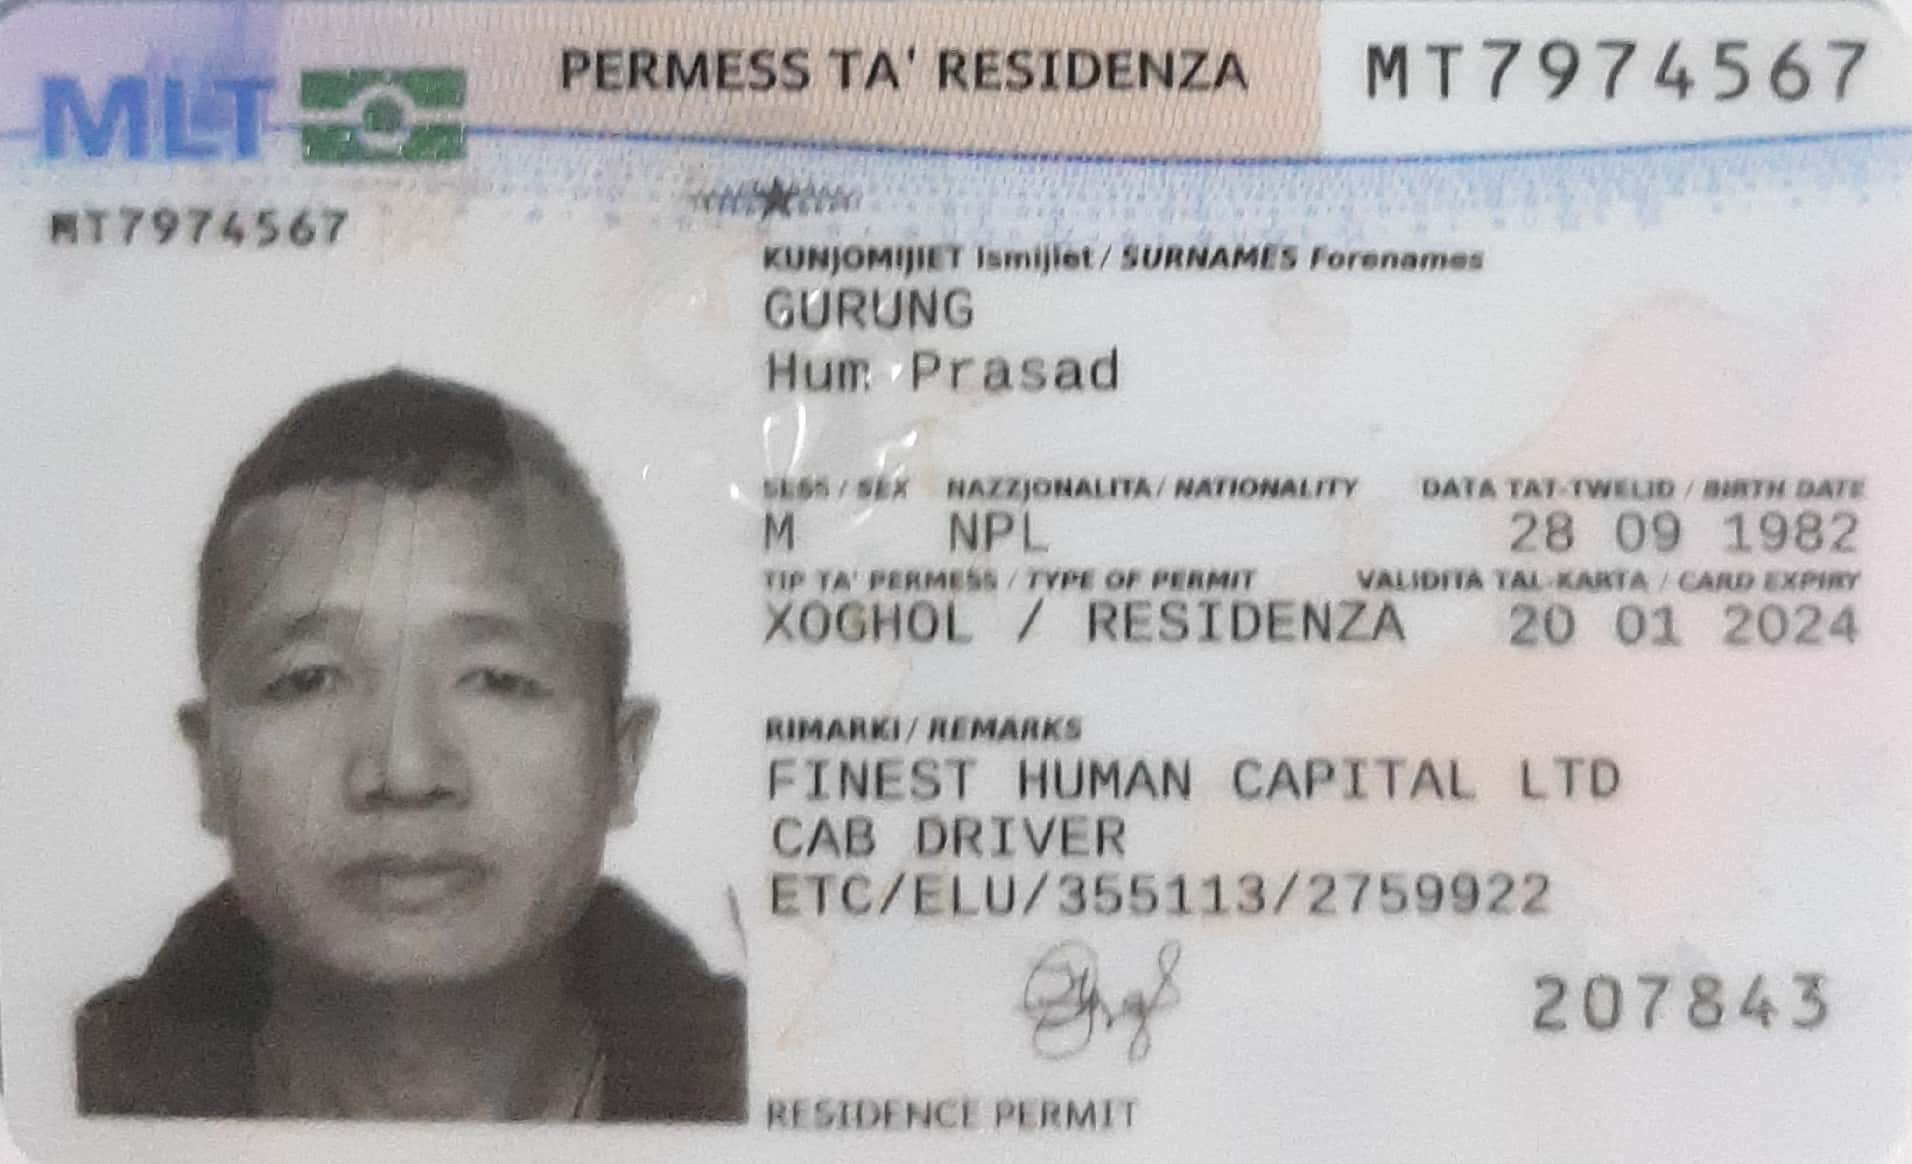 MLT
PERMESS TA' RESIDENZA
MT7974567
MT7974567
KUNJOMIJIET Ismijiet / SURNAMES Forenames
GURUNG
Hum Prasad
SESS / SEX NAZZJONALITA / NATIONALITY DATA TAT-TWELID / BIRTH DATE
M NPL 28 09 1982
TIP TA' PERMESS / TYPE OF PERMIT VALIDITA TAL-KARTA / CARD EXPIRY
XOGHOL / RESIDENZA 20 01 2024
RIMARKI / REMARKS
FINEST HUMAN CAPITAL LTD
CAB DRIVER
ETC/ELU/355113/2759922
207843
RESIDENCE PERMIT